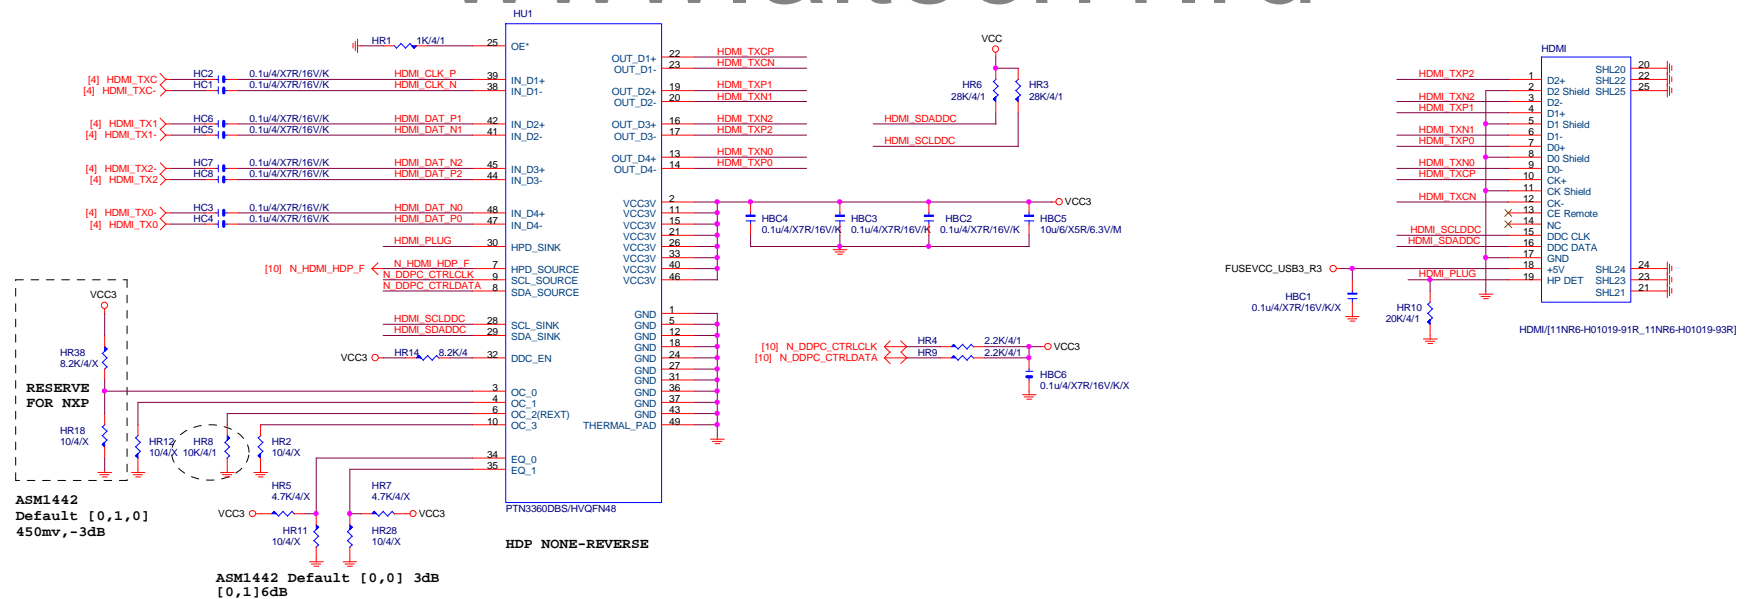 HU1
HR1 1K/4/1 25 OE*
[4] HDMI_TXC HC2 0.1u/4/X7R/16V/K HDMI_CLK_P 39 IN_D1+
[4] HDMI_TXC- HC1 0.1u/4/X7R/16V/K HDMI_CLK_N 38 IN_D1-
[4] HDMI_TX1 HC6 0.1u/4/X7R/16V/K HDMI_DAT_P1 42 IN_D2+
[4] HDMI_TX1- HC5 0.1u/4/X7R/16V/K HDMI_DAT_N1 41 IN_D2-
[4] HDMI_TX2- HC7 0.1u/4/X7R/16V/K HDMI_DAT_N2 45 IN_D3+
[4] HDMI_TX2 HC8 0.1u/4/X7R/16V/K HDMI_DAT_P2 44 IN_D3-
[4] HDMI_TX0- HC3 0.1u/4/X7R/16V/K HDMI_DAT_N0 48 IN_D4+
[4] HDMI_TX0 HC4 0.1u/4/X7R/16V/K HDMI_DAT_P0 47 IN_D4-
HDMI_PLUG 30 HPD_SINK
[10] N_HDMI_HDP_F N_HDMI_HDP_F 7 HPD_SOURCE
N_DDPC_CTRLCLK 9 SCL_SOURCE
N_DDPC_CTRLDATA 8 SDA_SOURCE
HDMI_SCLDDC 28 SCL_SINK
HDMI_SDADDC 29 SDA_SINK
VCC3 HR14 8.2K/4 32 DDC_EN
3 OC_0
4 OC_1
6 OC_2(REXT)
10 OC_3
34 EQ_0
35 EQ_1
VCC3
HR38
8.2K/4/X
RESERVE
FOR NXP
HR18
10/4/X
HR12
10/4/X
HR8
10K/4/1
HR2
10/4/X
HR5
4.7K/4/X
HR7
4.7K/4/X
VCC3
VCC3
HR11
10/4/X
HR28
10/4/X
ASM1442
Default [0,1,0]
450mv,-3dB
ASM1442 Default [0,0] 3dB
[0,1]6dB
PTN3360DBS/HVQFN48
HDP NONE-REVERSE
OUT_D1+ 22 HDMI_TXCP
OUT_D1- 23 HDMI_TXCN
OUT_D2+ 19 HDMI_TXP1
OUT_D2- 20 HDMI_TXN1
OUT_D3+ 16 HDMI_TXN2
OUT_D3- 17 HDMI_TXP2
OUT_D4+ 13 HDMI_TXN0
OUT_D4- 14 HDMI_TXP0
VCC3V 2
VCC3V 11
VCC3V 15
VCC3V 21
VCC3V 26
VCC3V 33
VCC3V 40
VCC3V 46
GND 1
GND 5
GND 12
GND 18
GND 24
GND 27
GND 31
GND 36
GND 37
GND 43
THERMAL_PAD 49
VCC
HR6
28K/4/1
HR3
28K/4/1
HDMI_SDADDC
HDMI_SCLDDC
VCC3
HBC4
0.1u/4/X7R/16V/K
HBC3
0.1u/4/X7R/16V/K
HBC2
0.1u/4/X7R/16V/K
HBC5
10u/6/X5R/6.3V/M
[10] N_DDPC_CTRLCLK HR4 2.2K/4/1 VCC3
[10] N_DDPC_CTRLDATA HR9 2.2K/4/1
HBC6
0.1u/4/X7R/16V/K/X
HDMI
HDMI_TXP2 1 D2+
2 D2 Shield
HDMI_TXN2 3 D2-
HDMI_TXP1 4 D1+
5 D1 Shield
HDMI_TXN1 6 D1-
HDMI_TXP0 7 D0+
8 D0 Shield
HDMI_TXN0 9 D0-
HDMI_TXCP 10 CK+
11 CK Shield
HDMI_TXCN 12 CK-
13 CE Remote
14 NC
HDMI_SCLDDC 15 DDC CLK
HDMI_SDADDC 16 DDC DATA
17 GND
FUSEVCC_USB3_R3 18 +5V
HDMI_PLUG 19 HP DET
SHL20 20
SHL22 22
SHL25 25
SHL24 24
SHL23 23
SHL21 21
HBC1
0.1u/4/X7R/16V/K/X
HR10
20K/4/1
HDMI/[11NR6-H01019-91R_11NR6-H01019-93R]